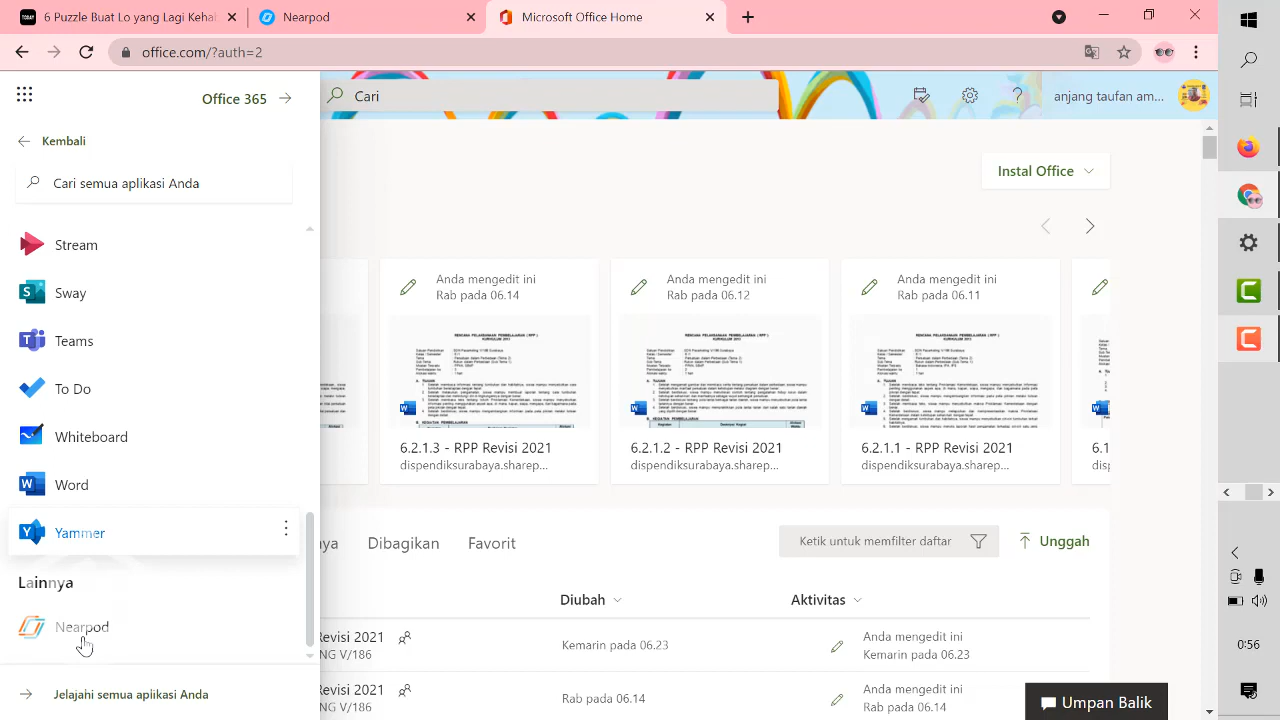 6 Puzzle Buat Lo yang Lagi Gabut, B
Nearpod
Microsoft Office Home
office.com/?auth=2
Office 365
Cari
anjang taufan am...
Kembali
Cari semua aplikasi Anda
Instal Office
Stream
Sway
Teams
To Do
Whiteboard
Word
Yammer
Lainnya
Nearpod
Jelajahi semua aplikasi Anda
Anda mengedit ini
Rab pada 06.14
6.2.1.3 - RPP Revisi 2021
dispendiksurabaya.sharep...
Anda mengedit ini
Rab pada 06.12
6.2.1.2 - RPP Revisi 2021
dispendiksurabaya.sharep...
Anda mengedit ini
Rab pada 06.11
6.2.1.1 - RPP Revisi 2021
dispendiksurabaya.sharep...
6.1
disp
Dibagikan
Favorit
Ketik untuk memfilter daftar
Unggah
Diubah
Aktivitas
Revisi 2021
NG V/186
Kemarin pada 06.23
Anda mengedit ini
Kemarin pada 06.23
Revisi 2021
NG V/186
Rab pada 06.14
Anda mengedit ini
Rab pada 06.14
Umpan Balik
0:56